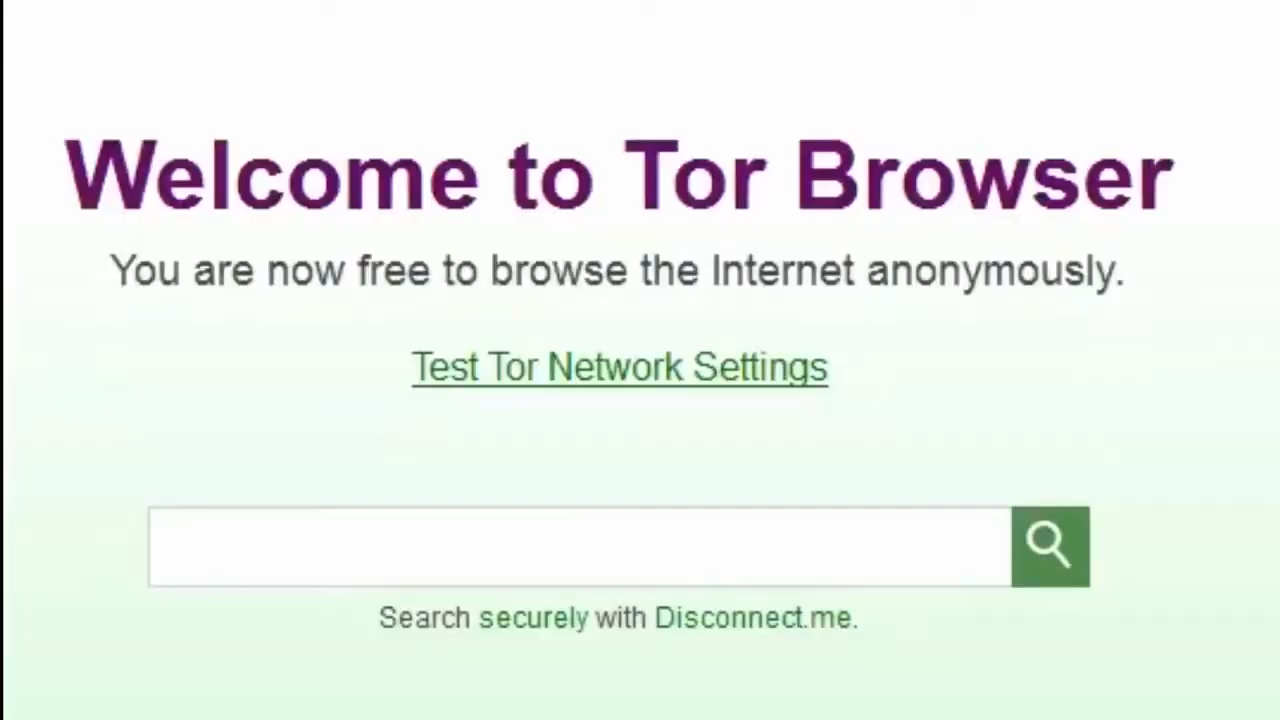 Welcome to Tor Browser
You are now free to browse the Internet anonymously.
Test Tor Network Settings
Search securely with Disconnect.me.